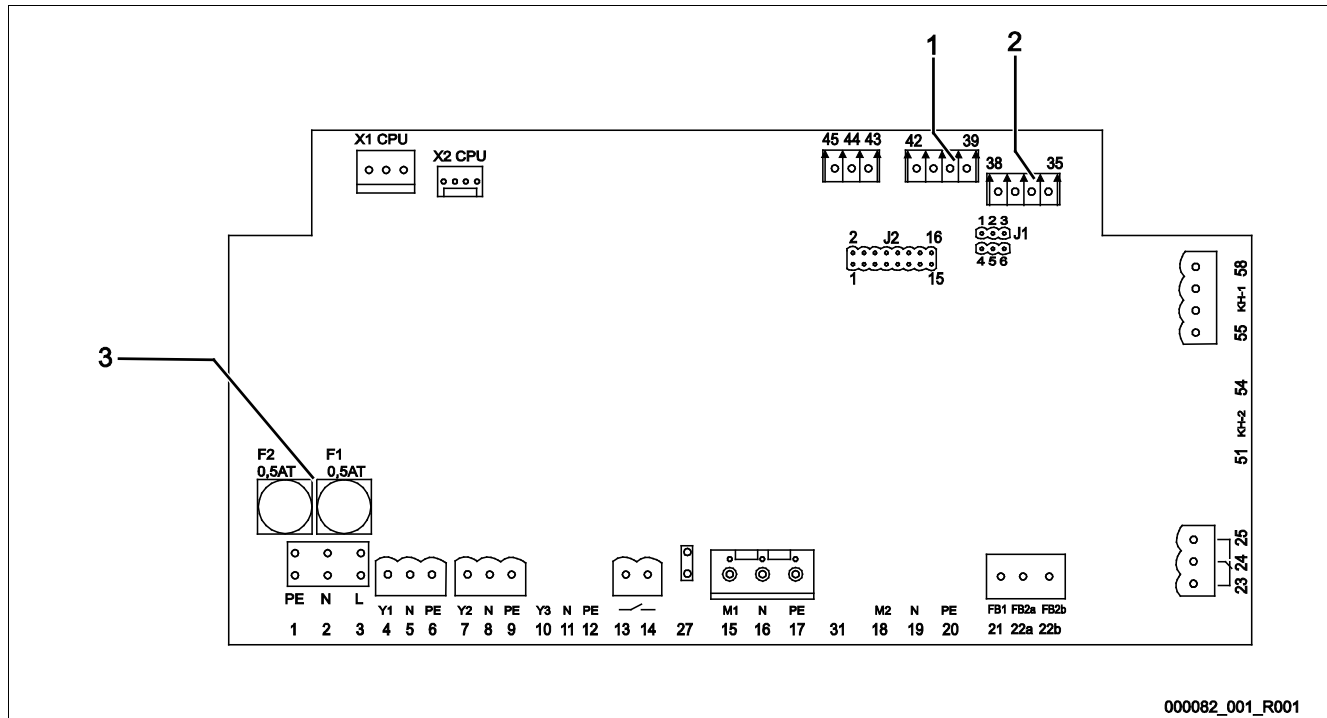 1 2
X1 CPU 45 44 43 42 39
X2 CPU 38 35
1 2 3
J1
2 J2 16
4 5 6
1 15
58
KH-1
55
3
54
KH-2
51
F2 F1
0,5AT 0,5AT
25
24
23
PE N L
Y1 N PE Y2 N PE Y3 N PE M1 N PE M2 N PE FB1 FB2a FB2b
1 2 3 4 5 6 7 8 9 10 11 12 13 14 27 15 16 17 31 18 19 20 21 22a 22b
000082_001_R001